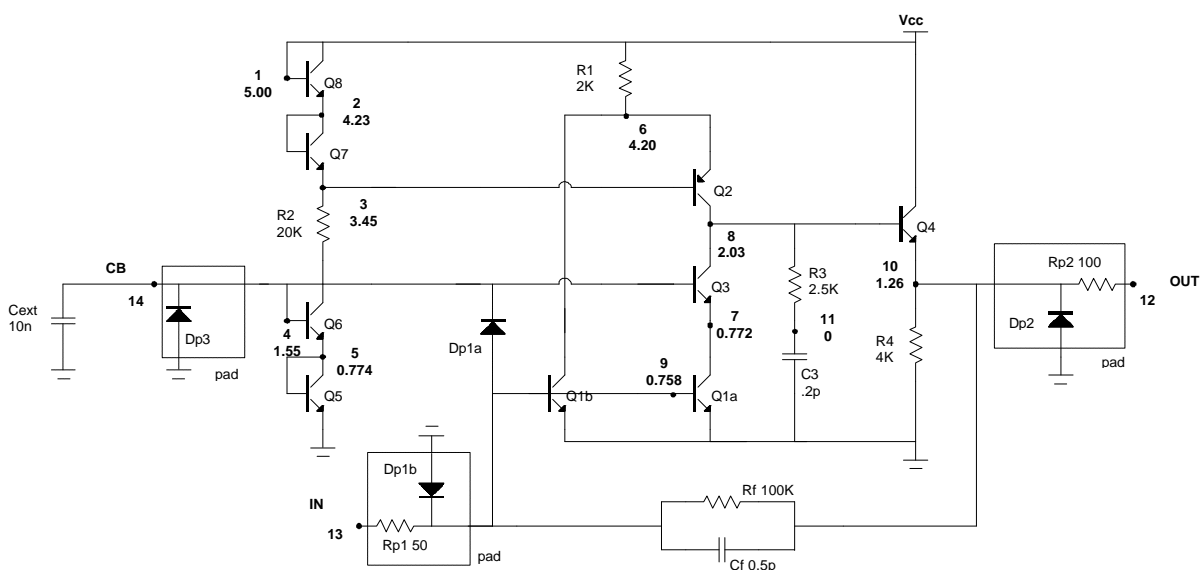 Vcc
R1
2K
1
5.00
Q8
2
4.23
6
4.20
Q7
Q2
3
3.45
R2
20K
Q4
8
2.03
CB
10
1.26
Rp2 100
OUT
R3
2.5K
Q3
14
Cext
10n
12
Q6
7
0.772
11
0
Dp3
4
1.55
5
0.774
Dp1a
R4
4K
Dp2
pad
9
0.758
C3
.2p
pad
Q5
Q1b
Q1a
Dp1b
IN
Rf 100K
13
Rp1 50
pad
Cf 0.5p